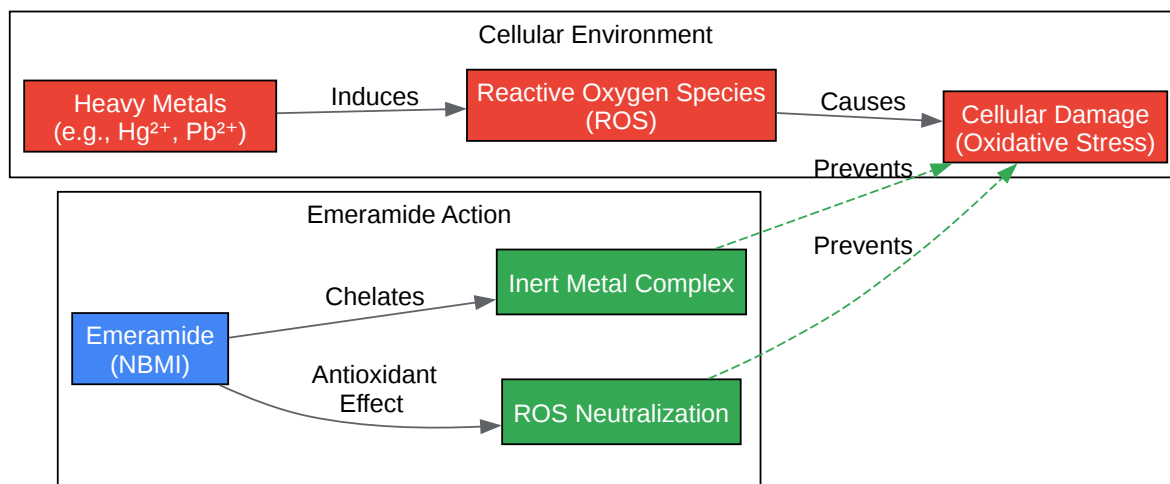 Cellular Environment
Heavy Metals
(e.g., Hg²⁺, Pb²⁺)
Induces
Reactive Oxygen Species
(ROS)
Causes
Cellular Damage
(Oxidative Stress)
Prevents
Emeramide Action
Prevents
Inert Metal Complex
Chelates
Emeramide
(NBMI)
Antioxidant
Effect
ROS Neutralization